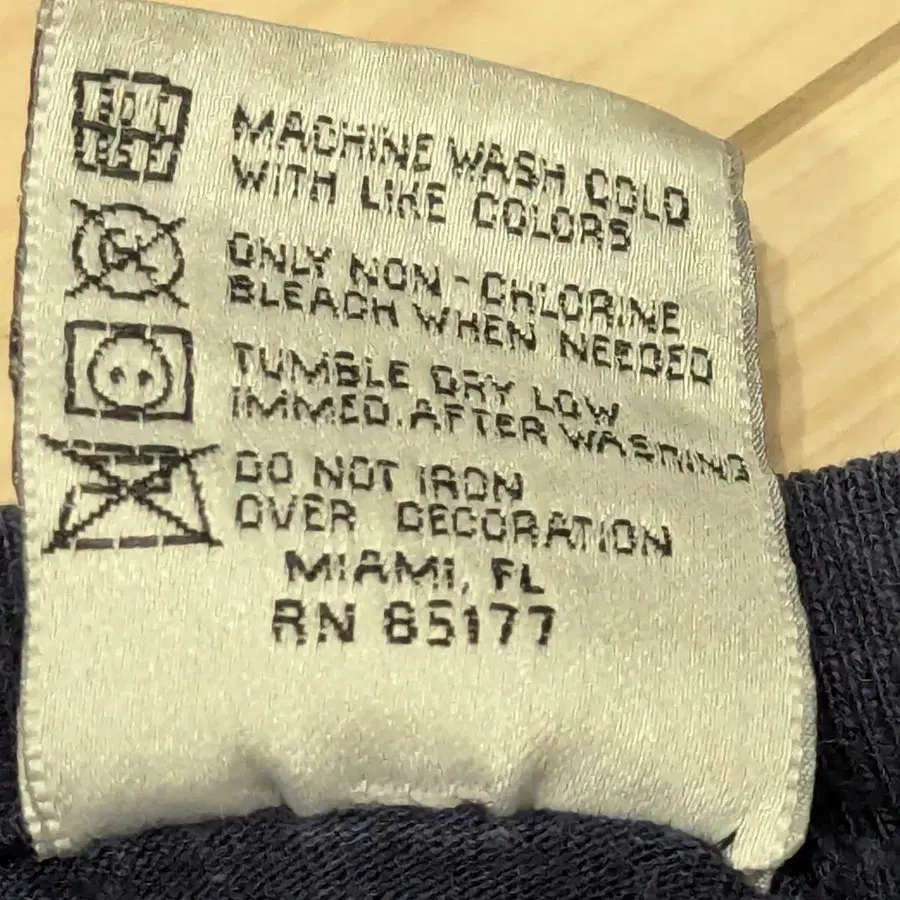 MACHINE WASH COLD
WITH LIKE COLORS
ONLY NON-CHLORINE
BLEACH WHEN NEEDED
TUMBLE DRY LOW
IMMED. AFTER WASHING
DO NOT IRON
OVER DECORATION
MIAMI, FL
RN 85177